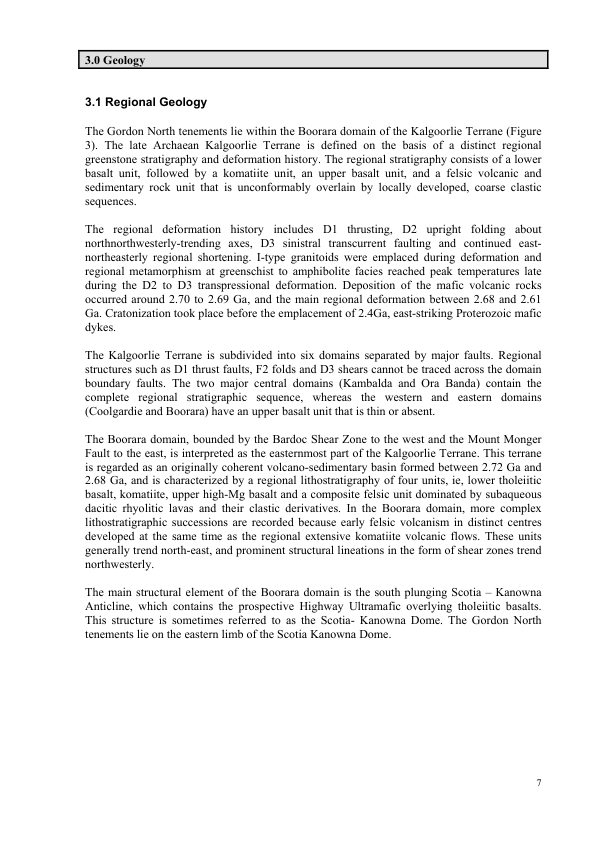 3.0 Geology
3.1 Regional Geology
The Gordon North tenements lie within the Boorara domain of the Kalgoorlie Terrane (Figure
3). The late Archaean Kalgoorlie Terrane is defined on the basis of a distinct regional
greenstone stratigraphy and deformation history. The regional stratigraphy consists of a lower
basalt unit, followed by a komatiite unit, an upper basalt unit, and a felsic volcanic and
sedimentary rock unit that is unconformably overlain by locally developed, coarse clastic
sequences.
The regional deformation history includes D1 thrusting, D2 upright folding about
northnorthwesterly-trending axes, D3 sinistral transcurrent faulting and continued east-
northeasterly regional shortening. I-type granitoids were emplaced during deformation and
regional metamorphism at greenschist to amphibolite facies reached peak temperatures late
during the D2 to D3 transpressional deformation. Deposition of the mafic volcanic rocks
occurred around 2.70 to 2.69 Ga, and the main regional deformation between 2.68 and 2.61
Ga. Cratonization took place before the emplacement of 2.4Ga, east-striking Proterozoic mafic
dykes.
The Kalgoorlie Terrane is subdivided into six domains separated by major faults. Regional
structures such as D1 thrust faults, F2 folds and D3 shears cannot be traced across the domain
boundary faults. The two major central domains (Kambalda and Ora Banda) contain the
complete regional stratigraphic sequence, whereas the western and eastern domains
(Coolgardie and Boorara) have an upper basalt unit that is thin or absent.
The Boorara domain, bounded by the Bardoc Shear Zone to the west and the Mount Monger
Fault to the east, is interpreted as the easternmost part of the Kalgoorlie Terrane. This terrane
is regarded as an originally coherent volcano-sedimentary basin formed between 2.72 Ga and
2.68 Ga, and is characterized by a regional lithostratigraphy of four units, ie, lower tholeiitic
basalt, komatiite, upper high-Mg basalt and a composite felsic unit dominated by subaqueous
dacitic rhyolitic lavas and their clastic derivatives. In the Boorara domain, more complex
lithostratigraphic successions are recorded because early felsic volcanism in distinct centres
developed at the same time as the regional extensive komatiite volcanic flows. These units
generally trend north-east, and prominent structural lineations in the form of shear zones trend
northwesterly.
The main structural element of the Boorara domain is the south plunging Scotia – Kanowna
Anticline, which contains the prospective Highway Ultramafic overlying tholeiitic basalts.
This structure is sometimes referred to as the Scotia- Kanowna Dome. The Gordon North
tenements lie on the eastern limb of the Scotia Kanowna Dome.
7